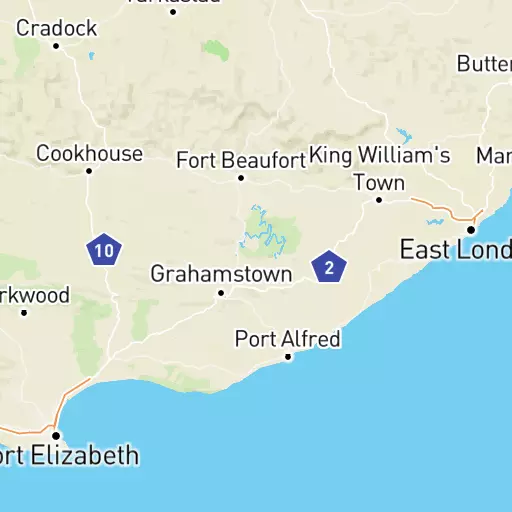 Cradock
Butter
Cookhouse
Fort Beaufort
King William's
Town
Mar
10
East Lond
2
Grahamstown
rkwood
Port Alfred
ort Elizabeth